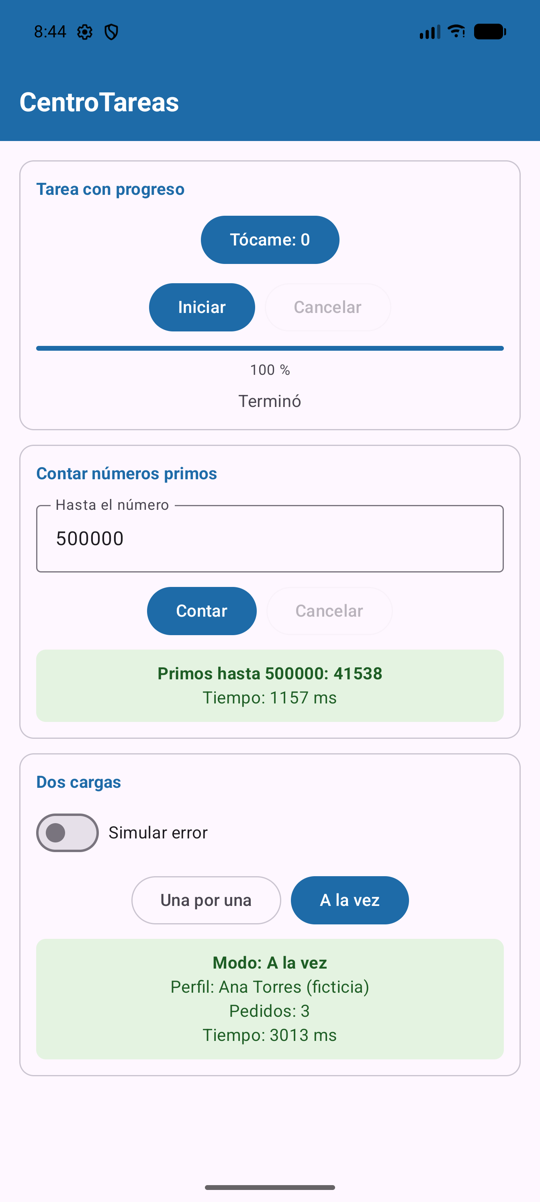 8:44
CentroTareas
Tarea con progreso
Tócame: 0
Iniciar
Cancelar
100 %
Terminó
Contar números primos
Hasta el número
500000
Contar
Cancelar
Primos hasta 500000: 41538
Tiempo: 1157 ms
Dos cargas
Simular error
Una por una
A la vez
Modo: A la vez
Perfil: Ana Torres (ficticia)
Pedidos: 3
Tiempo: 3013 ms